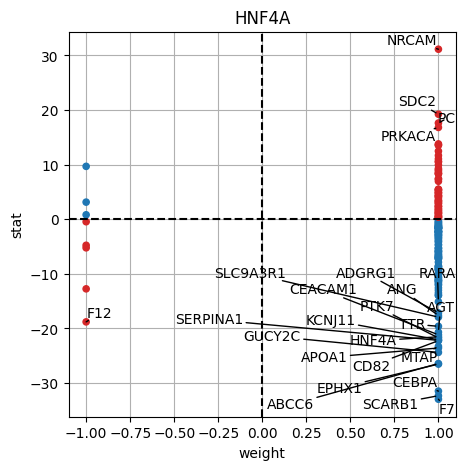 HNF4A
NRCAM
SDC2
PC
PRKACA
SLC9A3R1
ADGRG1
RARA
CEACAM1
ANG
PTK7
AGT
SERPINA1
KCNJ11
TTR
GUCY2C
HNF4A
APOA1
MTAP
CD82
EPHX1
CEBPA
ABCC6
SCARB1
F7
F12
30
20
10
0
−10
−20
−30
stat
−1.00 −0.75 −0.50 −0.25 0.00 0.25 0.50 0.75 1.00
weight